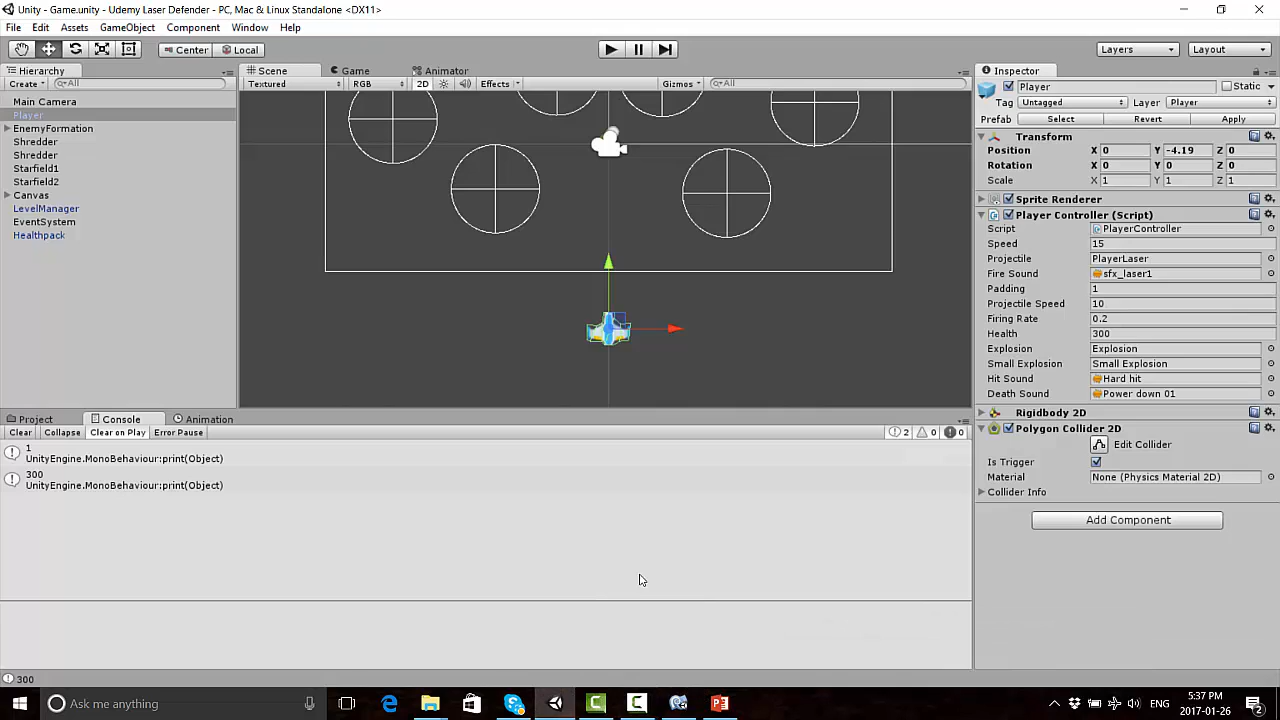 Unity - Game.unity - Udemy Laser Defender - PC, Mac & Linux Standalone <DX11>
File Edit Assets GameObject Component Window Help
Center Local Layers Layout
Hierarchy
Create All
Main Camera
Player
EnemyFormation
Shredder
Shredder
Starfield1
Starfield2
Canvas
LevelManager
EventSystem
Healthpack
Scene Game Animator
Textured RGB 2D Effects Gizmos All
Inspector
Player Static
Tag Untagged Layer Player
Prefab Select Revert Apply
Transform
Position X 0 Y -4.19 Z 0
Rotation X 0 Y 0 Z 0
Scale X 1 Y 1 Z 1
Sprite Renderer
Player Controller (Script)
Script PlayerController
Speed 15
Projectile PlayerLaser
Fire Sound sfx_laser1
Padding 1
Projectile Speed 10
Firing Rate 0.2
Health 300
Explosion Explosion
Small Explosion Small Explosion
Hit Sound Hard hit
Death Sound Power down 01
Rigidbody 2D
Polygon Collider 2D
Edit Collider
Is Trigger
Material None (Physics Material 2D)
Collider Info
Add Component
Project Console Animation
Clear Collapse Clear on Play Error Pause 2 0 0
1
UnityEngine.MonoBehaviour:print(Object)
300
UnityEngine.MonoBehaviour:print(Object)
300
Ask me anything
5:37 PM
2017-01-26
2